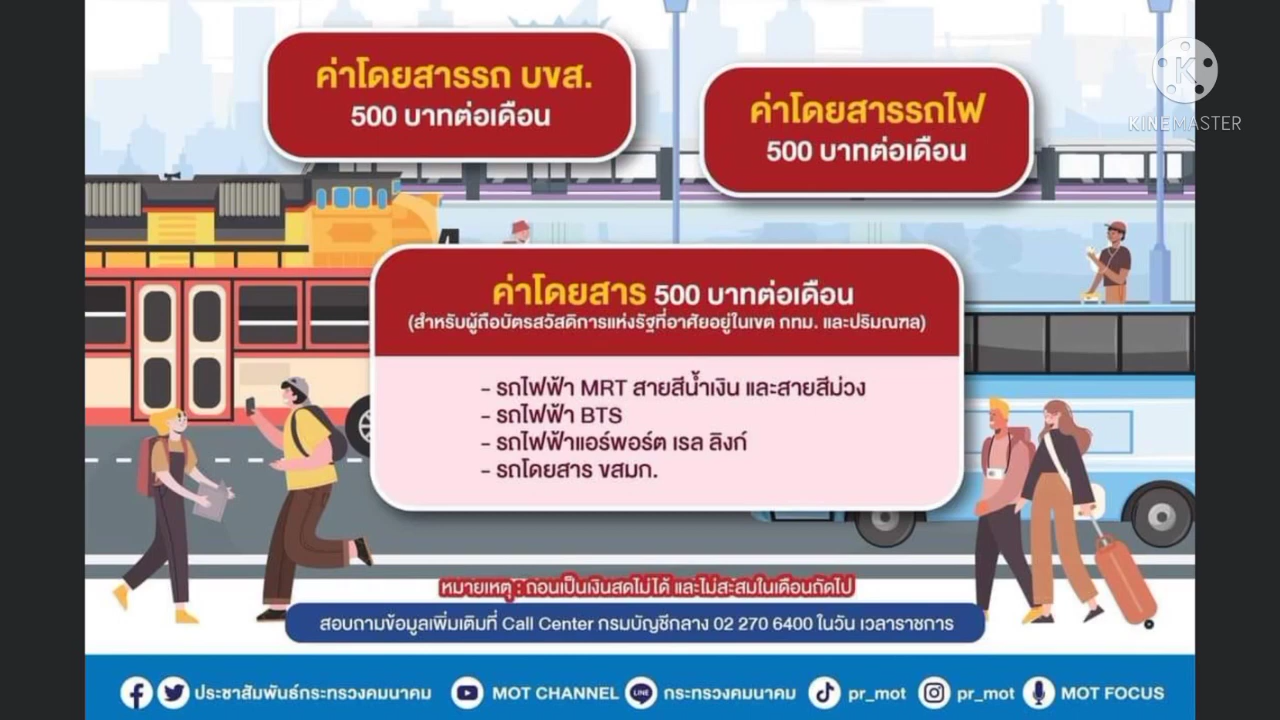 ค่าโดยสารรถ บขส.
500 บาทต่อเดือน
ค่าโดยสารรถไฟ
500 บาทต่อเดือน
KINEMASTER
ค่าโดยสาร 500 บาทต่อเดือน
(สำหรับผู้ถือบัตรสวัสดิการแห่งรัฐที่อาศัยอยู่ในเขต กทม. และปริมณฑล)
- รถไฟฟ้า MRT สายสีน้ำเงิน และสายสีม่วง
- รถไฟฟ้า BTS
- รถไฟฟ้าแอร์พอร์ต เรล ลิงก์
- รถโดยสาร ขสมก.
หมายเหตุ : ถอนเป็นเงินสดไม่ได้ และไม่สะสมในเดือนถัดไป
สอบถามข้อมูลเพิ่มเติมที่ Call Center กรมบัญชีกลาง 02 270 6400 ในวัน เวลาราชการ
ประชาสัมพันธ์กระทรวงคมนาคม MOT CHANNEL LINE กระทรวงคมนาคม pr_mot pr_mot MOT FOCUS